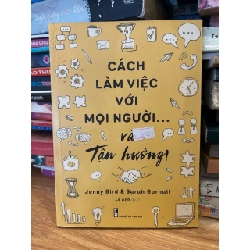 CÁCH
LÀM VIỆC
VỚI
MỌI NGƯỜI...
và
Tận hưởng!
Jenny Bird & Sarah Gornall